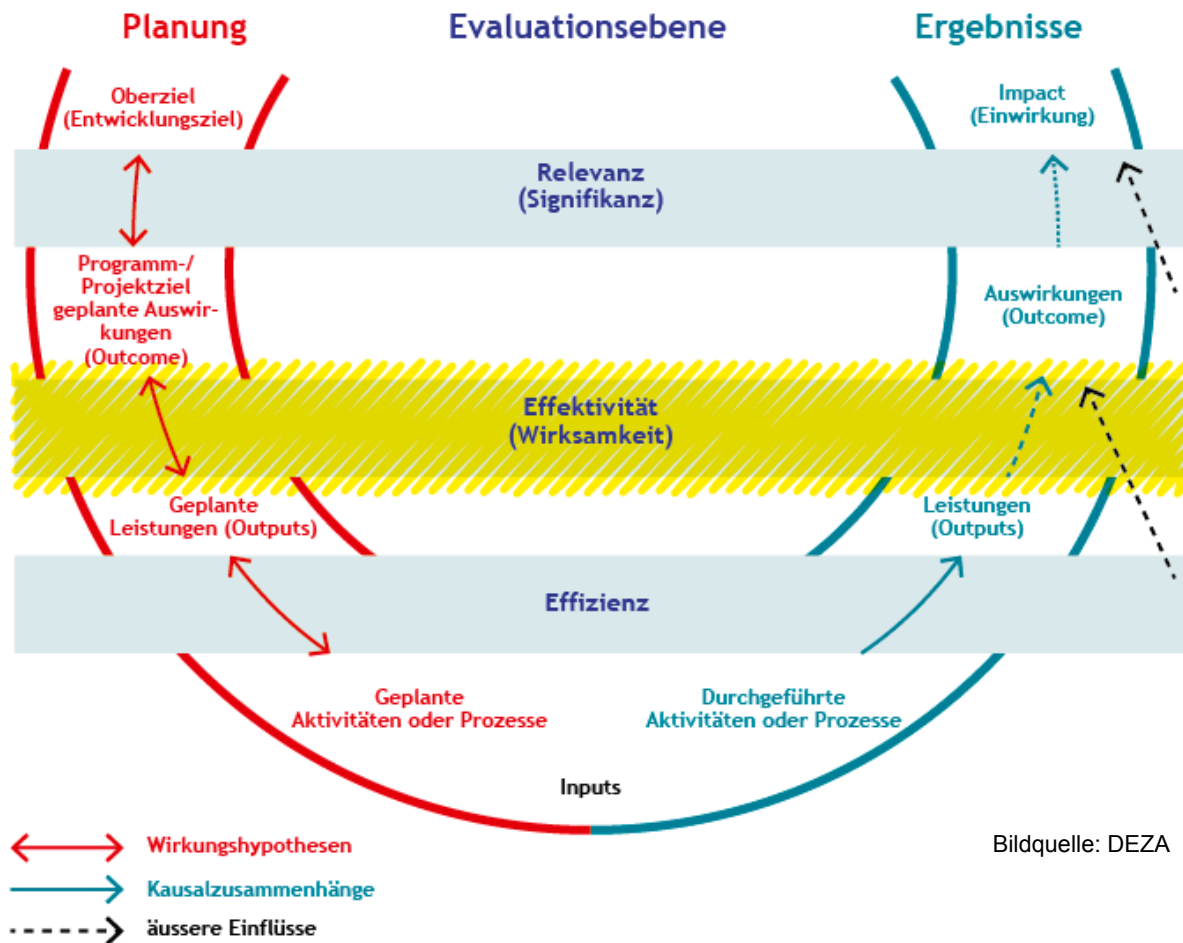 Planung
Evaluationsebene
Ergebnisse
Oberziel
(Entwicklungsziel)
Impact
(Einwirkung)
Relevanz
(Signifikanz)
Programm-/
Projektziel
geplante Auswir-
kungen
(Outcome)
Auswirkungen
(Outcome)
Effektivität
(Wirksamkeit)
Geplante
Leistungen (Outputs)
Leistungen
(Outputs)
Effizienz
Geplante
Aktivitäten oder Prozesse
Durchgeführte
Aktivitäten oder Prozesse
Inputs
Wirkungshypothesen
Kausalzusammenhänge
äussere Einflüsse
Bildquelle: DEZA